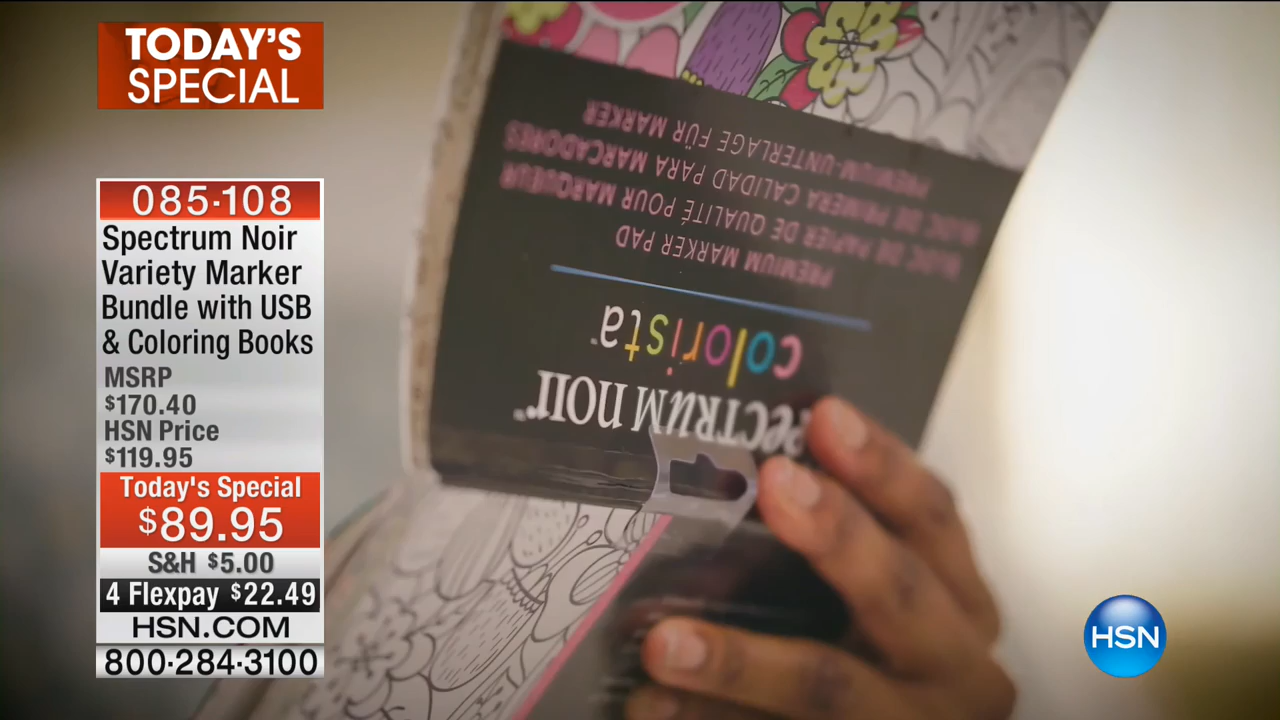 TODAY'S
SPECIAL
085-108
Spectrum Noir
Variety Marker
Bundle with USB
& Coloring Books
MSRP
$170.40
HSN Price
$119.95
Today's Special
$89.95
S&H $5.00
4 Flexpay $22.49
HSN.COM
800-284-3100
PECTRUM NOIR™
colorista™
PREMIUM MARKER PAD
BLOC DE PAPIER DE QUALITÉ POUR MARQUEUR
BLOC DE PRIMERA CALIDAD PARA MARCADORES
PREMIUM-UNTERLAGE FÜR MARKER
HSN